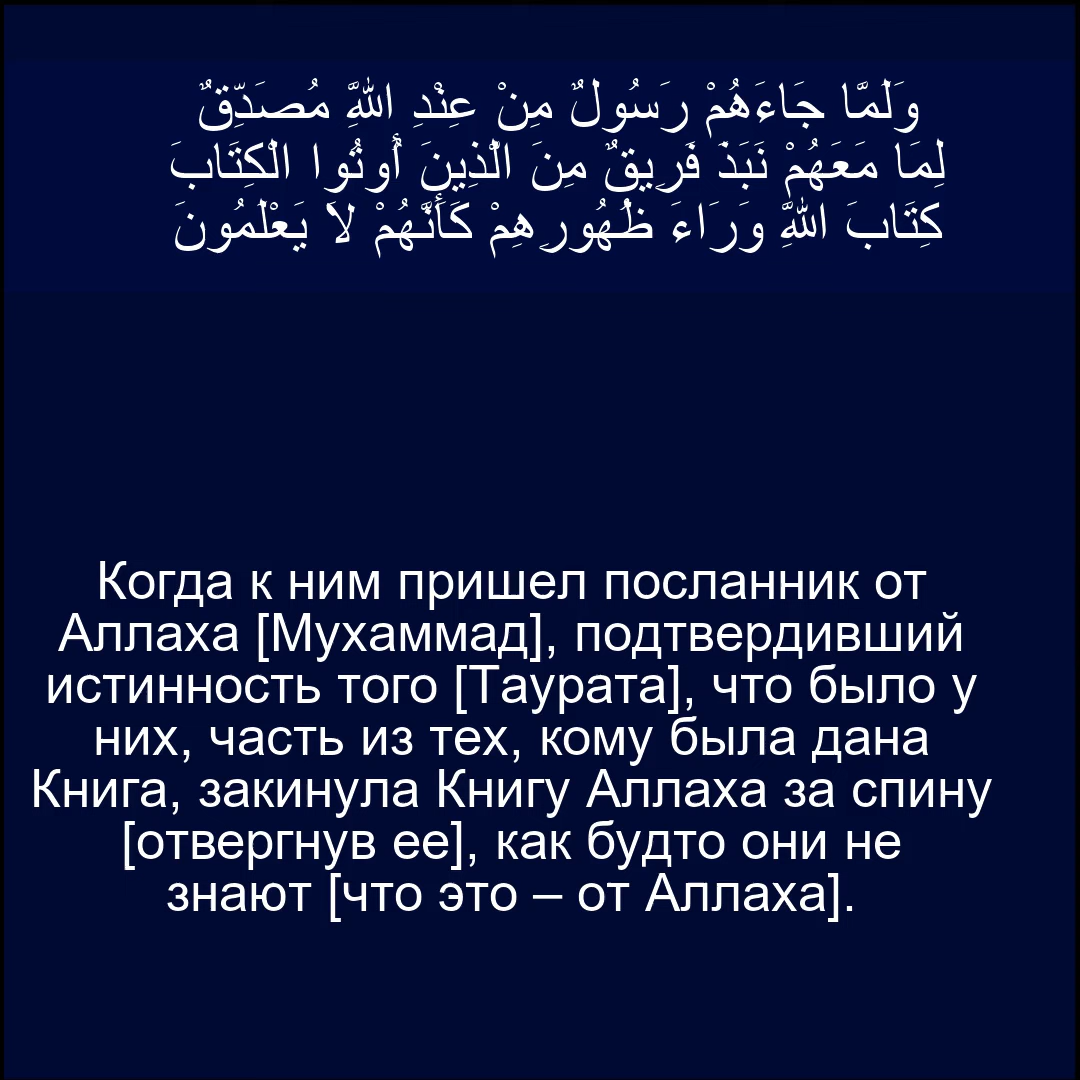 وَلَمَّا جَاءَهُمْ رَسُولٌ مِنْ عِنْدِ اللَّهِ مُصَدِّقٌ
لِمَا مَعَهُمْ نَبَذَ فَرِيقٌ مِنَ الَّذِينَ أُوتُوا الْكِتَابَ
كِتَابَ اللَّهِ وَرَاءَ ظُهُورِهِمْ كَأَنَّهُمْ لَا يَعْلَمُونَ
Когда к ним пришел посланник от
Аллаха [Мухаммад], подтвердивший
истинность того [Таурата], что было у
них, часть из тех, кому была дана
Книга, закинула Книгу Аллаха за спину
[отвергнув ее], как будто они не
знают [что это – от Аллаха].